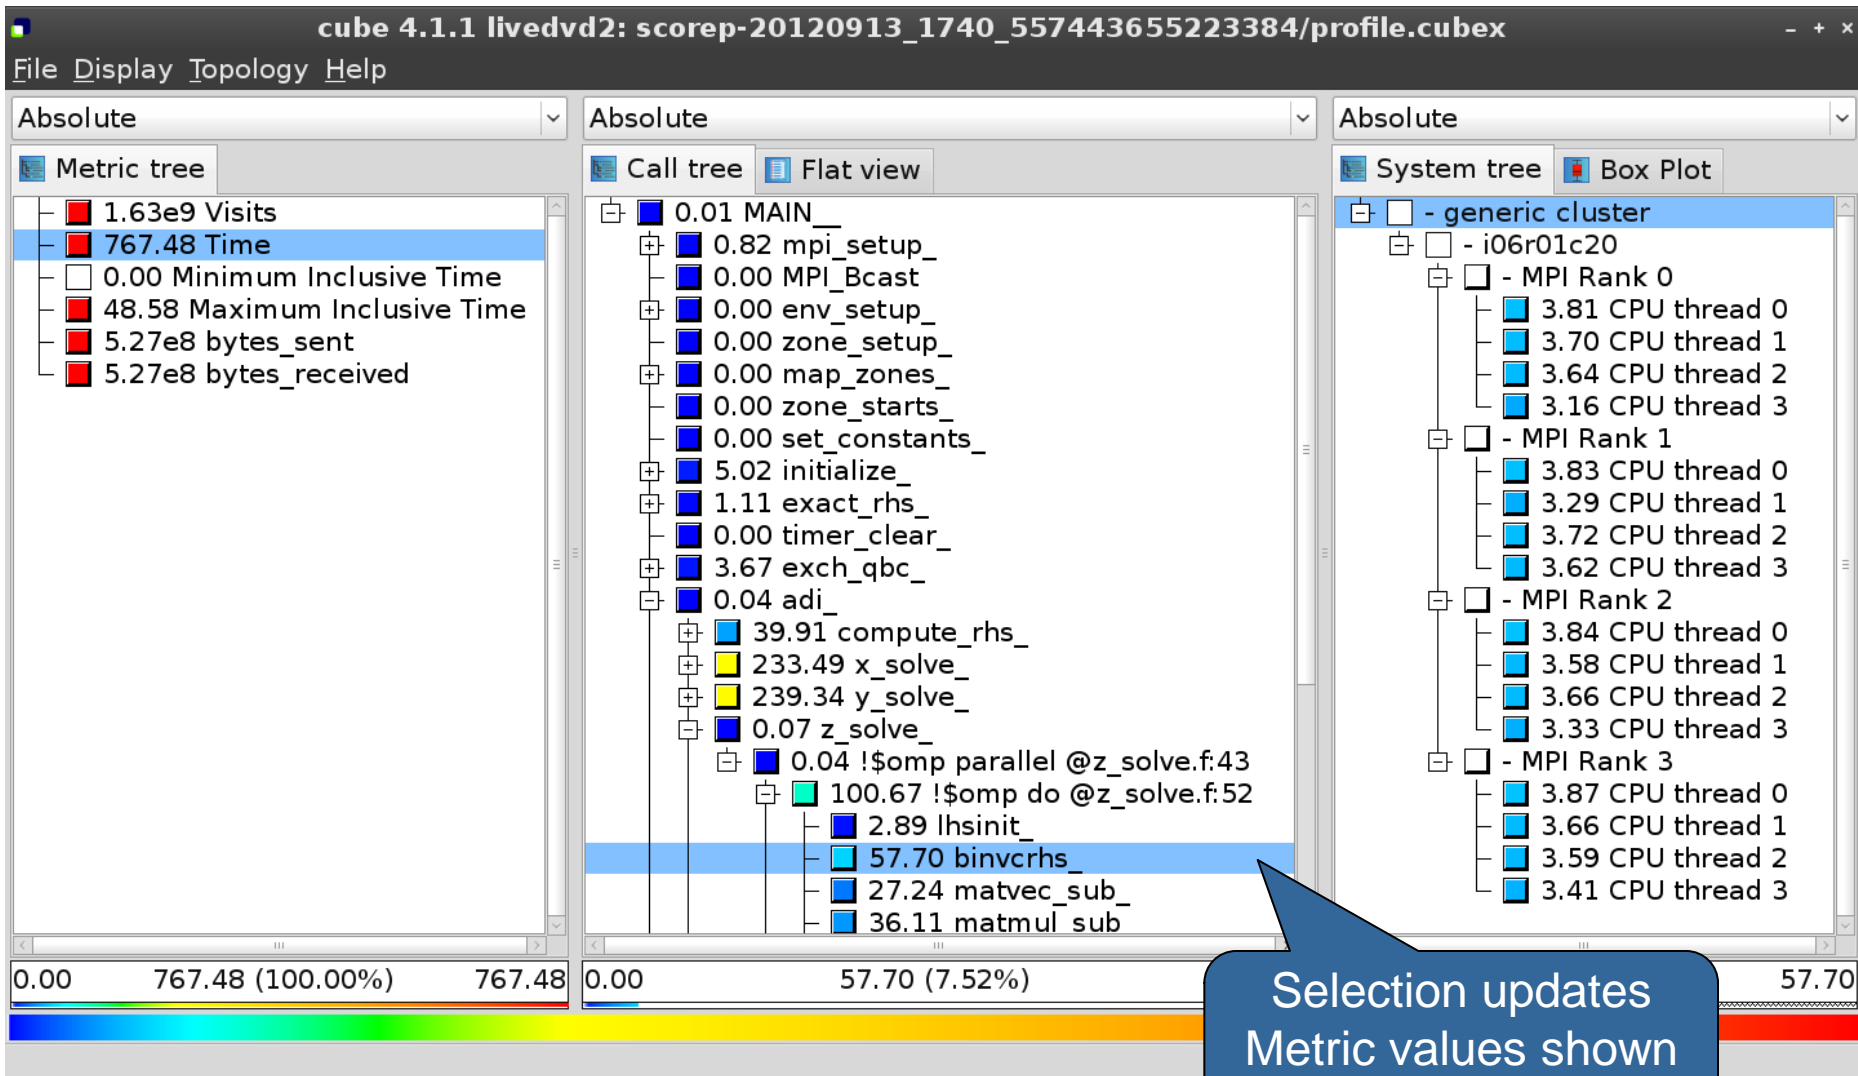 cube 4.1.1 livedvd2: scorep-20120913_1740_557443655223384/profile.cubex
File Display Topology Help
Absolute
Metric tree
1.63e9 Visits
767.48 Time
0.00 Minimum Inclusive Time
48.58 Maximum Inclusive Time
5.27e8 bytes_sent
5.27e8 bytes_received
0.00 767.48 (100.00%) 767.48
Absolute
Call tree Flat view
0.01 MAIN__
0.82 mpi_setup_
0.00 MPI_Bcast
0.00 env_setup_
0.00 zone_setup_
0.00 map_zones_
0.00 zone_starts_
0.00 set_constants_
5.02 initialize_
1.11 exact_rhs_
0.00 timer_clear_
3.67 exch_qbc_
0.04 adi_
39.91 compute_rhs_
233.49 x_solve_
239.34 y_solve_
0.07 z_solve_
0.04 !$omp parallel @z_solve.f:43
100.67 !$omp do @z_solve.f:52
2.89 lhsinit_
57.70 binvcrhs_
27.24 matvec_sub_
36.11 matmul_sub
0.00 57.70 (7.52%)
Absolute
System tree Box Plot
- generic cluster
- i06r01c20
- MPI Rank 0
3.81 CPU thread 0
3.70 CPU thread 1
3.64 CPU thread 2
3.16 CPU thread 3
- MPI Rank 1
3.83 CPU thread 0
3.29 CPU thread 1
3.72 CPU thread 2
3.62 CPU thread 3
- MPI Rank 2
3.84 CPU thread 0
3.58 CPU thread 1
3.66 CPU thread 2
3.33 CPU thread 3
- MPI Rank 3
3.87 CPU thread 0
3.66 CPU thread 1
3.59 CPU thread 2
3.41 CPU thread 3
57.70
Selection updates
Metric values shown